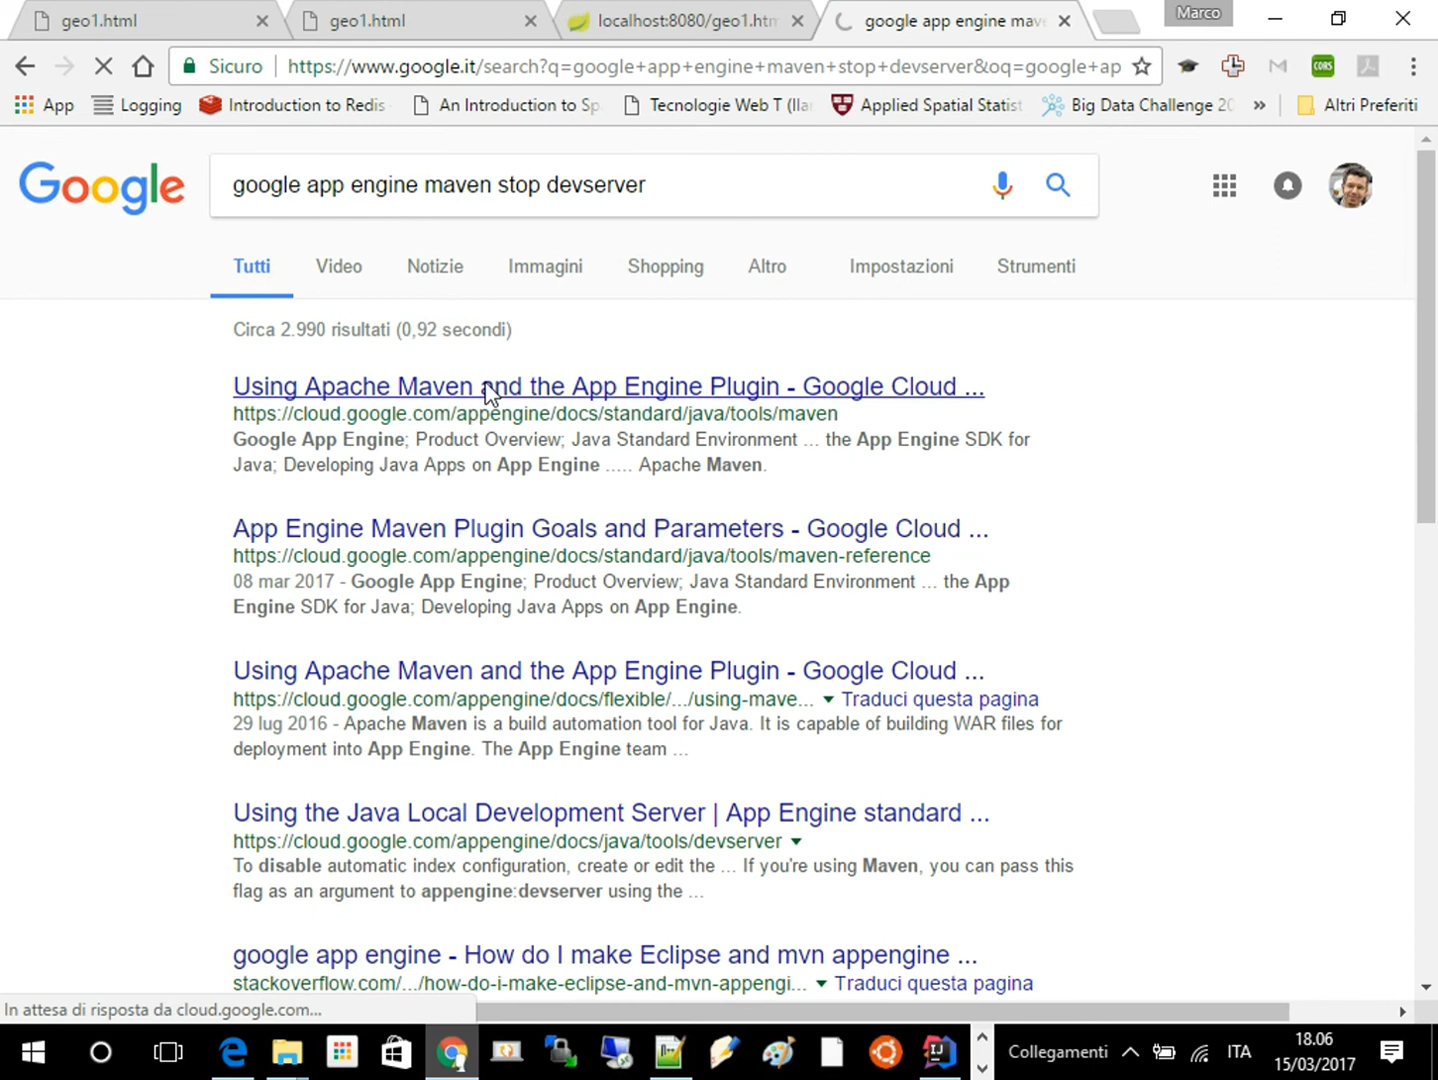 geo1.html
geo1.html
localhost:8080/geo1.htm
google app engine mav
Marco
Sicuro
https://www.google.it/search?q=google+app+engine+maven+stop+devserver&oq=google+ap
App
Logging
Introduction to Redis
An Introduction to Sp
Tecnologie Web T (Ila
Applied Spatial Statist
Big Data Challenge 20
»
Altri Preferiti
Google
google app engine maven stop devserver
Tutti
Video
Notizie
Immagini
Shopping
Altro
Impostazioni
Strumenti
Circa 2.990 risultati (0,92 secondi)
Using Apache Maven and the App Engine Plugin - Google Cloud ...
https://cloud.google.com/appengine/docs/standard/java/tools/maven
Google App Engine; Product Overview; Java Standard Environment ... the App Engine SDK for
Java; Developing Java Apps on App Engine ..... Apache Maven.
App Engine Maven Plugin Goals and Parameters - Google Cloud ...
https://cloud.google.com/appengine/docs/standard/java/tools/maven-reference
08 mar 2017 - Google App Engine; Product Overview; Java Standard Environment ... the App
Engine SDK for Java; Developing Java Apps on App Engine.
Using Apache Maven and the App Engine Plugin - Google Cloud ...
https://cloud.google.com/appengine/docs/flexible/.../using-mave... Traduci questa pagina
29 lug 2016 - Apache Maven is a build automation tool for Java. It is capable of building WAR files for
deployment into App Engine. The App Engine team ...
Using the Java Local Development Server | App Engine standard ...
https://cloud.google.com/appengine/docs/java/tools/devserver
To disable automatic index configuration, create or edit the ... If you're using Maven, you can pass this
flag as an argument to appengine:devserver using the ...
google app engine - How do I make Eclipse and mvn appengine ...
stackoverflow.com/.../how-do-i-make-eclipse-and-mvn-appengi... Traduci questa pagina
In attesa di risposta da cloud.google.com...
Collegamenti
ITA
18.06
15/03/2017